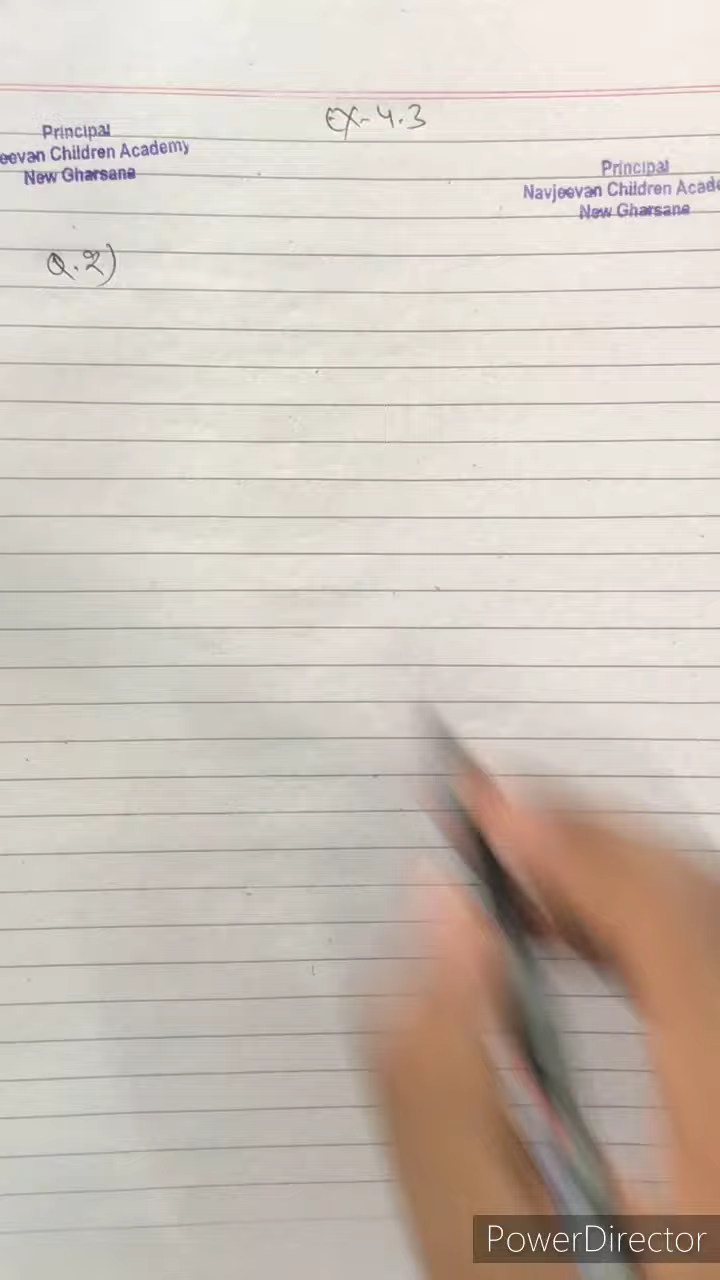 Ex-4.3
Principal
eevan Children Academy
New Gharsana
Principal
Navjeevan Children Acade
New Gharsana
Q.2)
PowerDirector